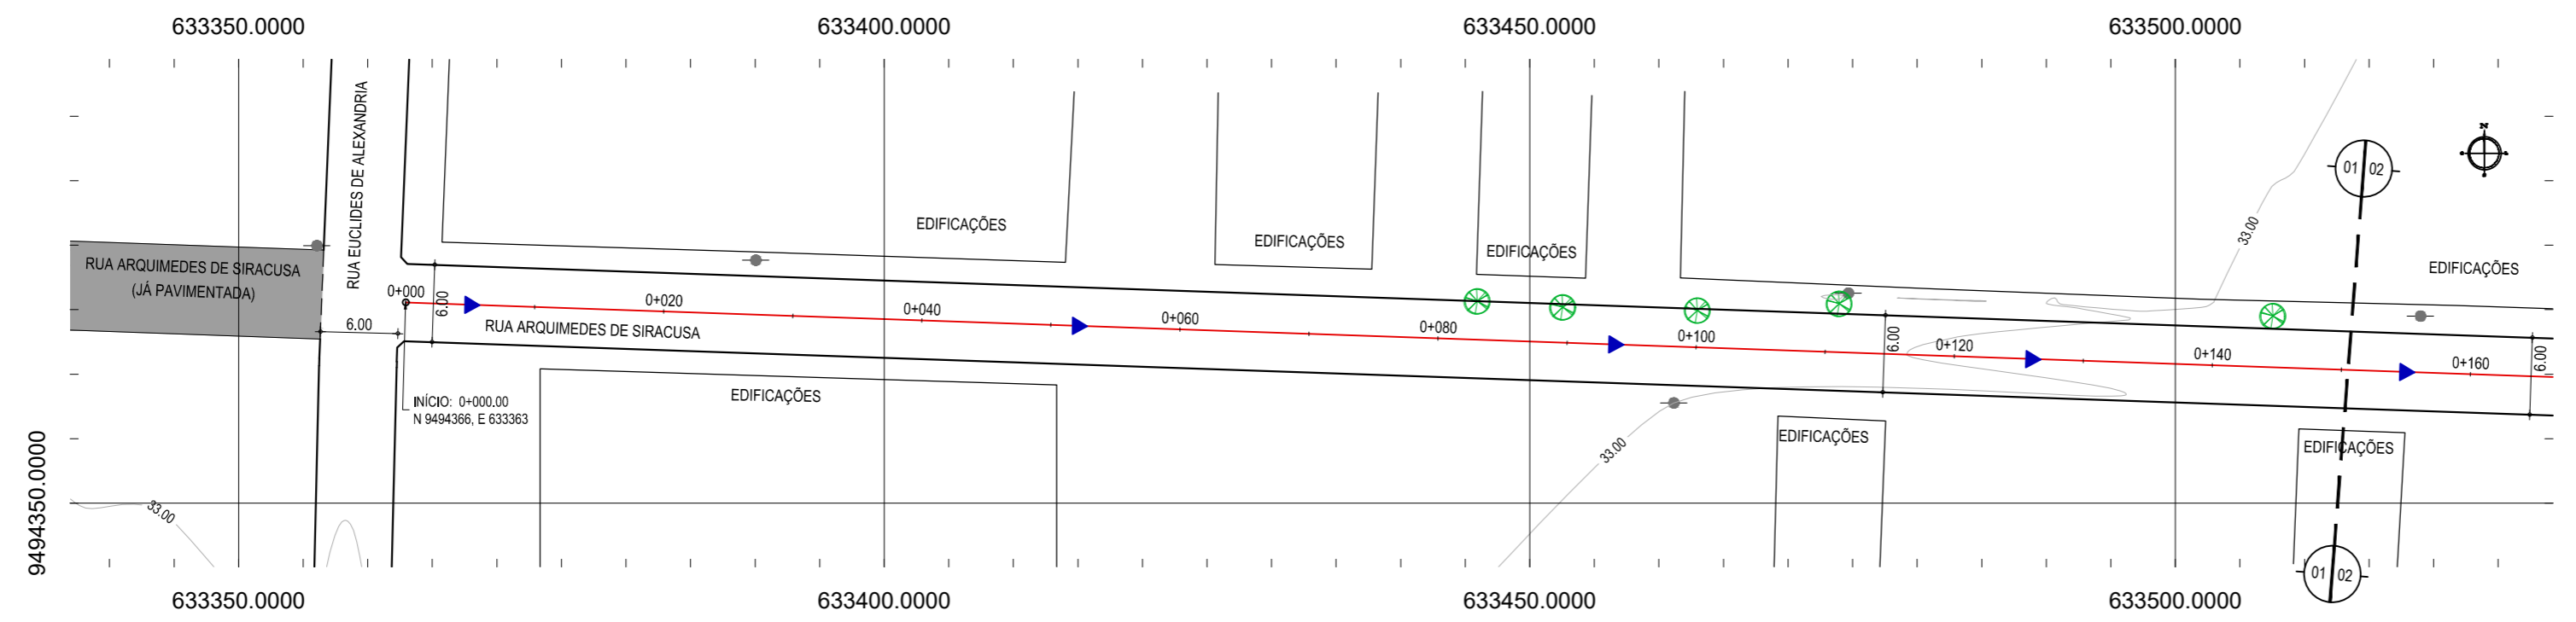 633350.0000
633400.0000
633450.0000
633500.0000
RUA EUCLIDES DE ALEXANDRIA
N
01 02
33.00
EDIFICAÇÕES
EDIFICAÇÕES
EDIFICAÇÕES
EDIFICAÇÕES
RUA ARQUIMEDES DE SIRACUSA
(JÁ PAVIMENTADA)
0+000
6.00
0+020
0+040
0+060
0+080
0+100
6.00
0+120
0+140
0+160
6.00
6.00
RUA ARQUIMEDES DE SIRACUSA
INÍCIO: 0+000.00
N 9494366, E 633363
EDIFICAÇÕES
EDIFICAÇÕES
EDIFICAÇÕES
33.00
33.00
9494350.0000
01 02
633350.0000
633400.0000
633450.0000
633500.0000